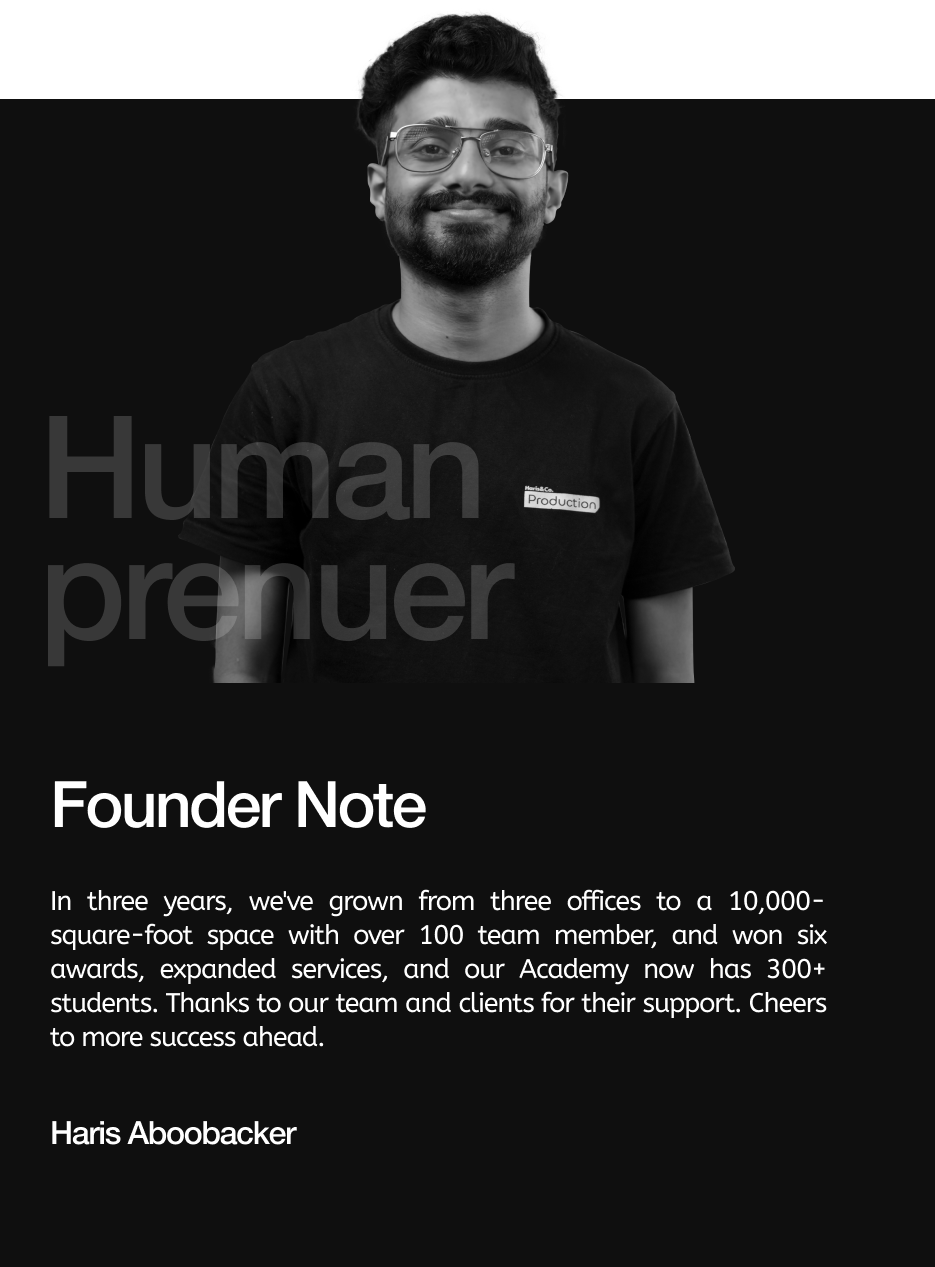 Human
prenuer
Haris&Co.
Production
Founder Note
In three years, we've grown from three offices to a 10,000-
square-foot space with over 100 team member, and won six
awards, expanded services, and our Academy now has 300+
students. Thanks to our team and clients for their support. Cheers
to more success ahead.
Haris Aboobacker